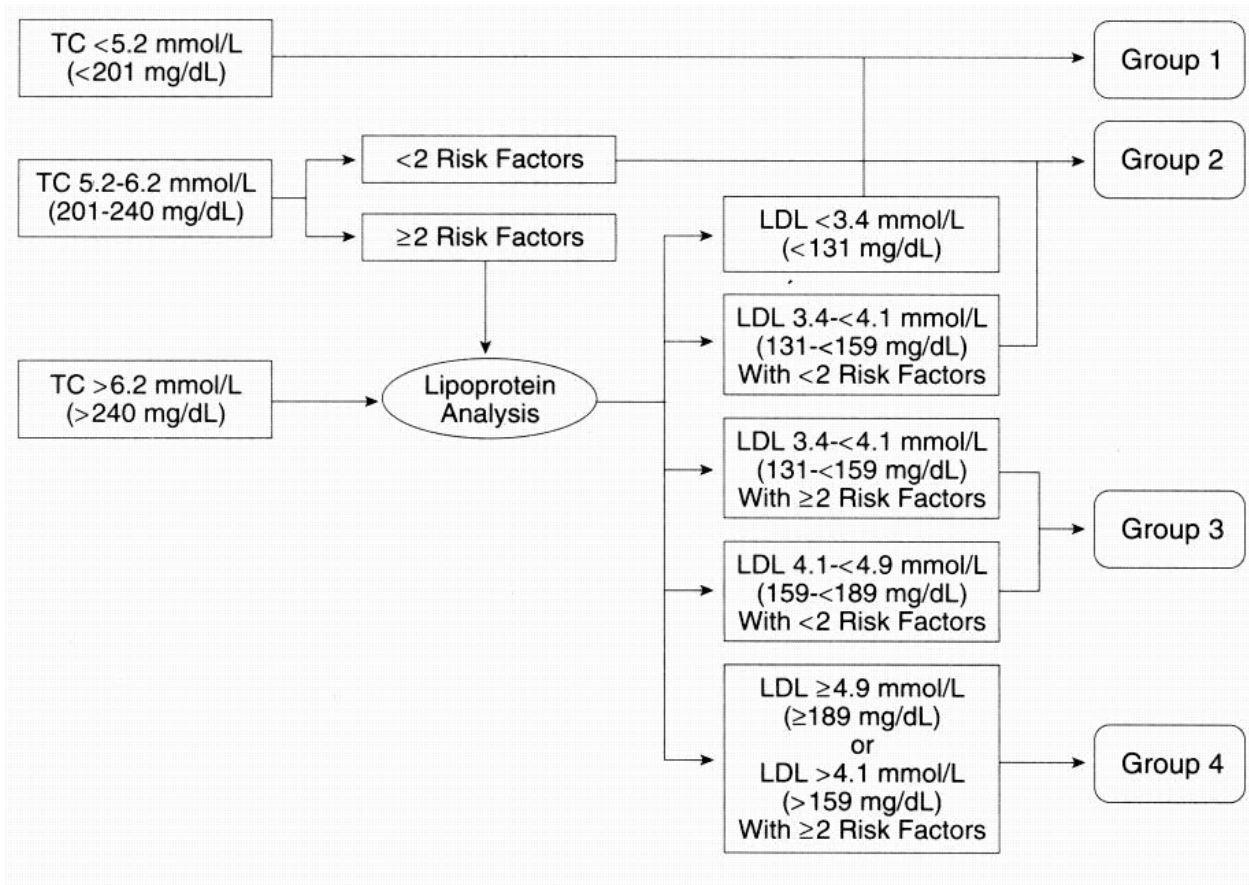 TC <5.2 mmol/L
(<201 mg/dL)
Group 1
TC 5.2-6.2 mmol/L
(201-240 mg/dL)
<2 Risk Factors
≥2 Risk Factors
Group 2
LDL <3.4 mmol/L
(<131 mg/dL)
LDL 3.4-<4.1 mmol/L
(131-<159 mg/dL)
With <2 Risk Factors
TC >6.2 mmol/L
(>240 mg/dL)
Lipoprotein
Analysis
LDL 3.4-<4.1 mmol/L
(131-<159 mg/dL)
With ≥2 Risk Factors
LDL 4.1-<4.9 mmol/L
(159-<189 mg/dL)
With <2 Risk Factors
Group 3
LDL ≥4.9 mmol/L
(≥189 mg/dL)
or
LDL >4.1 mmol/L
(>159 mg/dL)
With ≥2 Risk Factors
Group 4